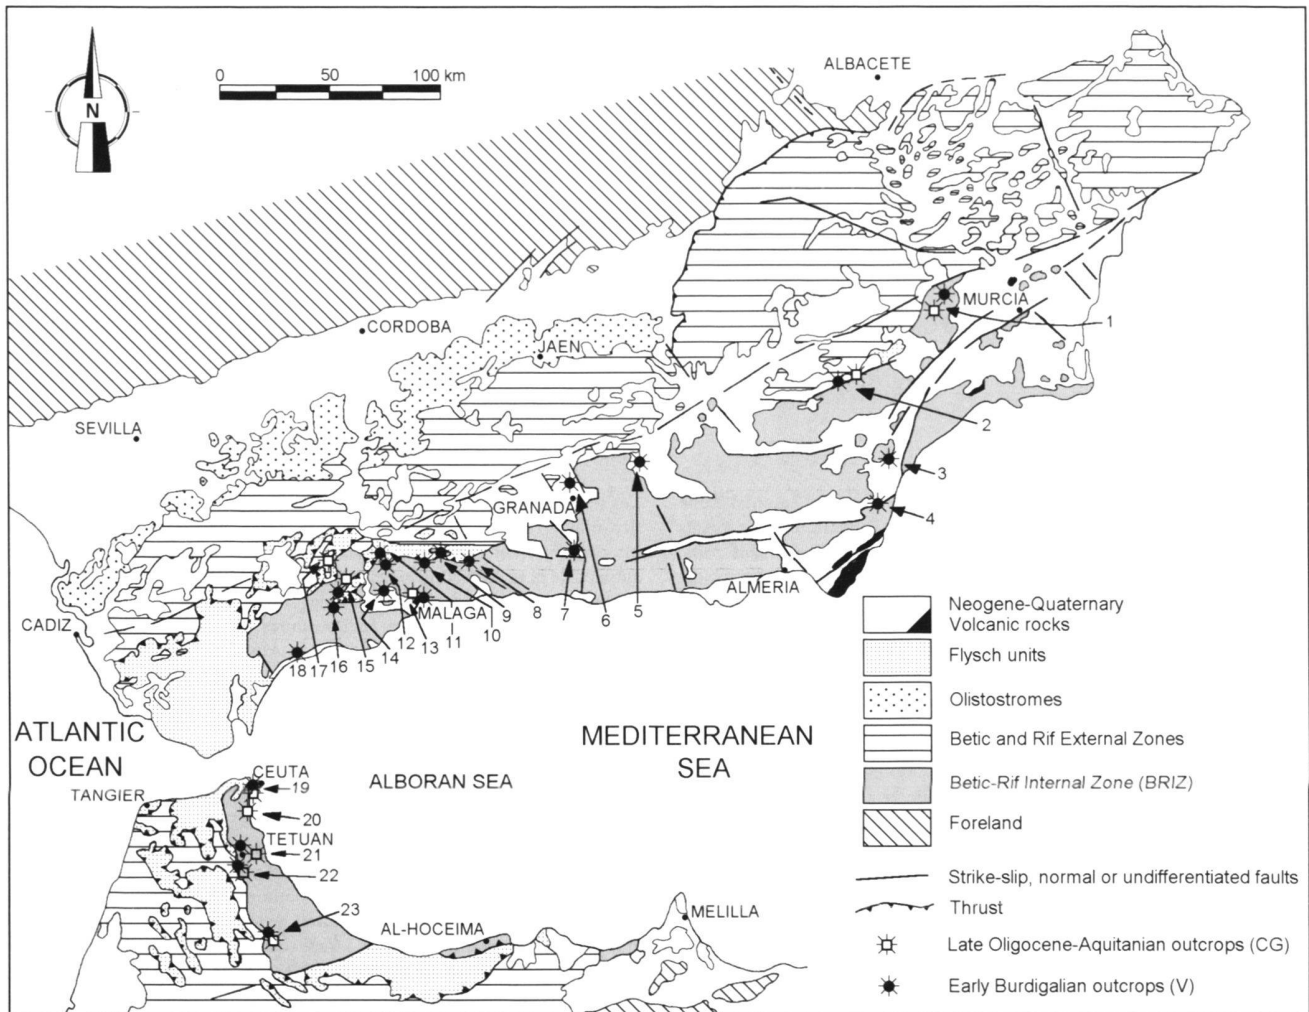 N
0 50 100 km
ALBACETE
CORDOBA
JAEN
SEVILLA
MURCIA
1
2
3
4
GRANADA
ALMERIA
MALAGA
5
6
7
8
9
10
11
12
13
14
15
16
17
18
CADIZ
ATLANTIC
OCEAN
MEDITERRANEAN
SEA
ALBORAN SEA
CEUTA
19
TANGIER
20
TETUAN
21
22
23
AL-HOCEIMA
MELILLA
Neogene-Quaternary
Volcanic rocks
Flysch units
Olistostromes
Betic and Rif External Zones
Betic-Rif Internal Zone (BRIZ)
Foreland
Strike-slip, normal or undifferentiated faults
Thrust
Late Oligocene-Aquitanian outcrops (CG)
Early Burdigalian outcrops (V)